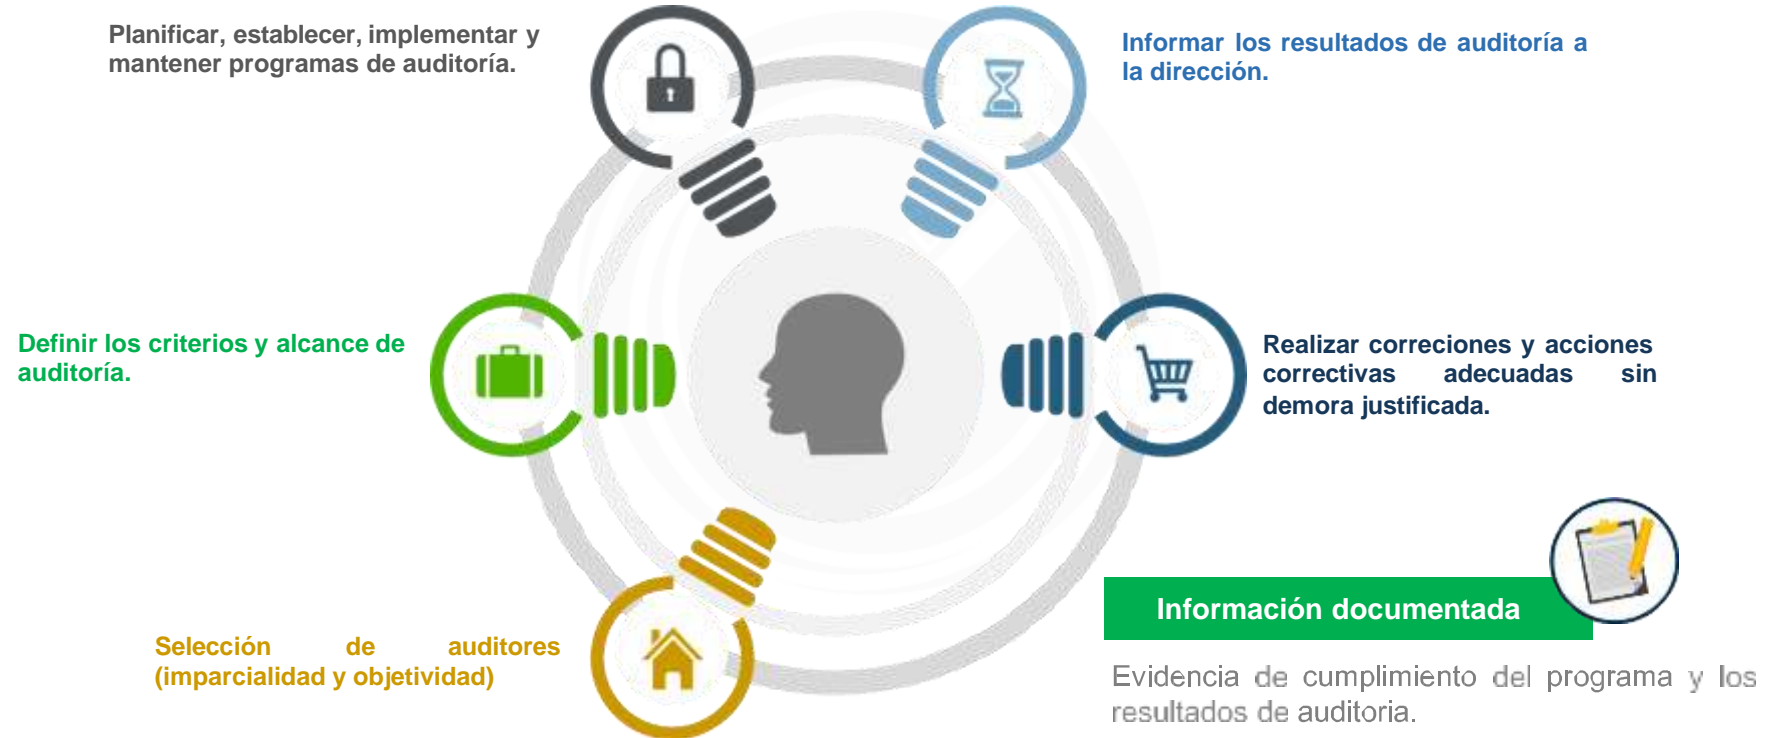 Planificar, establecer, implementar y
mantener programas de auditoría.
Informar los resultados de auditoría a
la dirección.
Definir los criterios y alcance de
auditoría.
Realizar correciones y acciones
correctivas adecuadas sin
demora justificada.
Selección de auditores
(imparcialidad y objetividad)
Información documentada
Evidencia de cumplimiento del programa y los
resultados de auditoria.